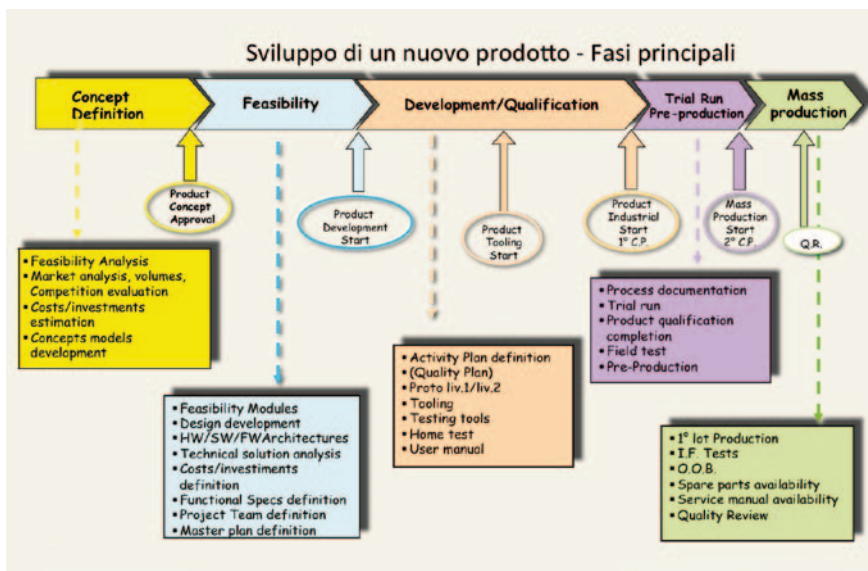 Sviluppo di un nuovo prodotto - Fasi principali
Concept
Definition
Feasibility
Development/Qualification
Trial Run
Pre-production
Mass
production
Product
Concept
Approval
Product
Development
Start
Product
Tooling
Start
Product
Industrial
Start
1° C.P.
Mass
Production
Start
2° C.P.
Q.R.
▪ Feasibility Analysis
▪ Market analysis, volumes,
Competition evaluation
▪ Costs/investments
estimation
▪ Concepts models
development
▪ Feasibility Modules
▪ Design development
▪ HW/SW/FWArchitectures
▪ Technical solution analysis
▪ Costs/investiments
definition
▪ Functional Specs definition
▪ Project Team definition
▪ Master plan definition
▪ Activity Plan definition
▪ (Quality Plan)
▪ Proto liv.1/liv.2
▪ Tooling
▪ Testing tools
▪ Home test
▪ User manual
▪ Process documentation
▪ Trial run
▪ Product qualification
completion
▪ Field test
▪ Pre-Production
▪ 1° lot Production
▪ I.F. Tests
▪ O.O.B.
▪ Spare parts availability
▪ Service manual availability
▪ Quality Review